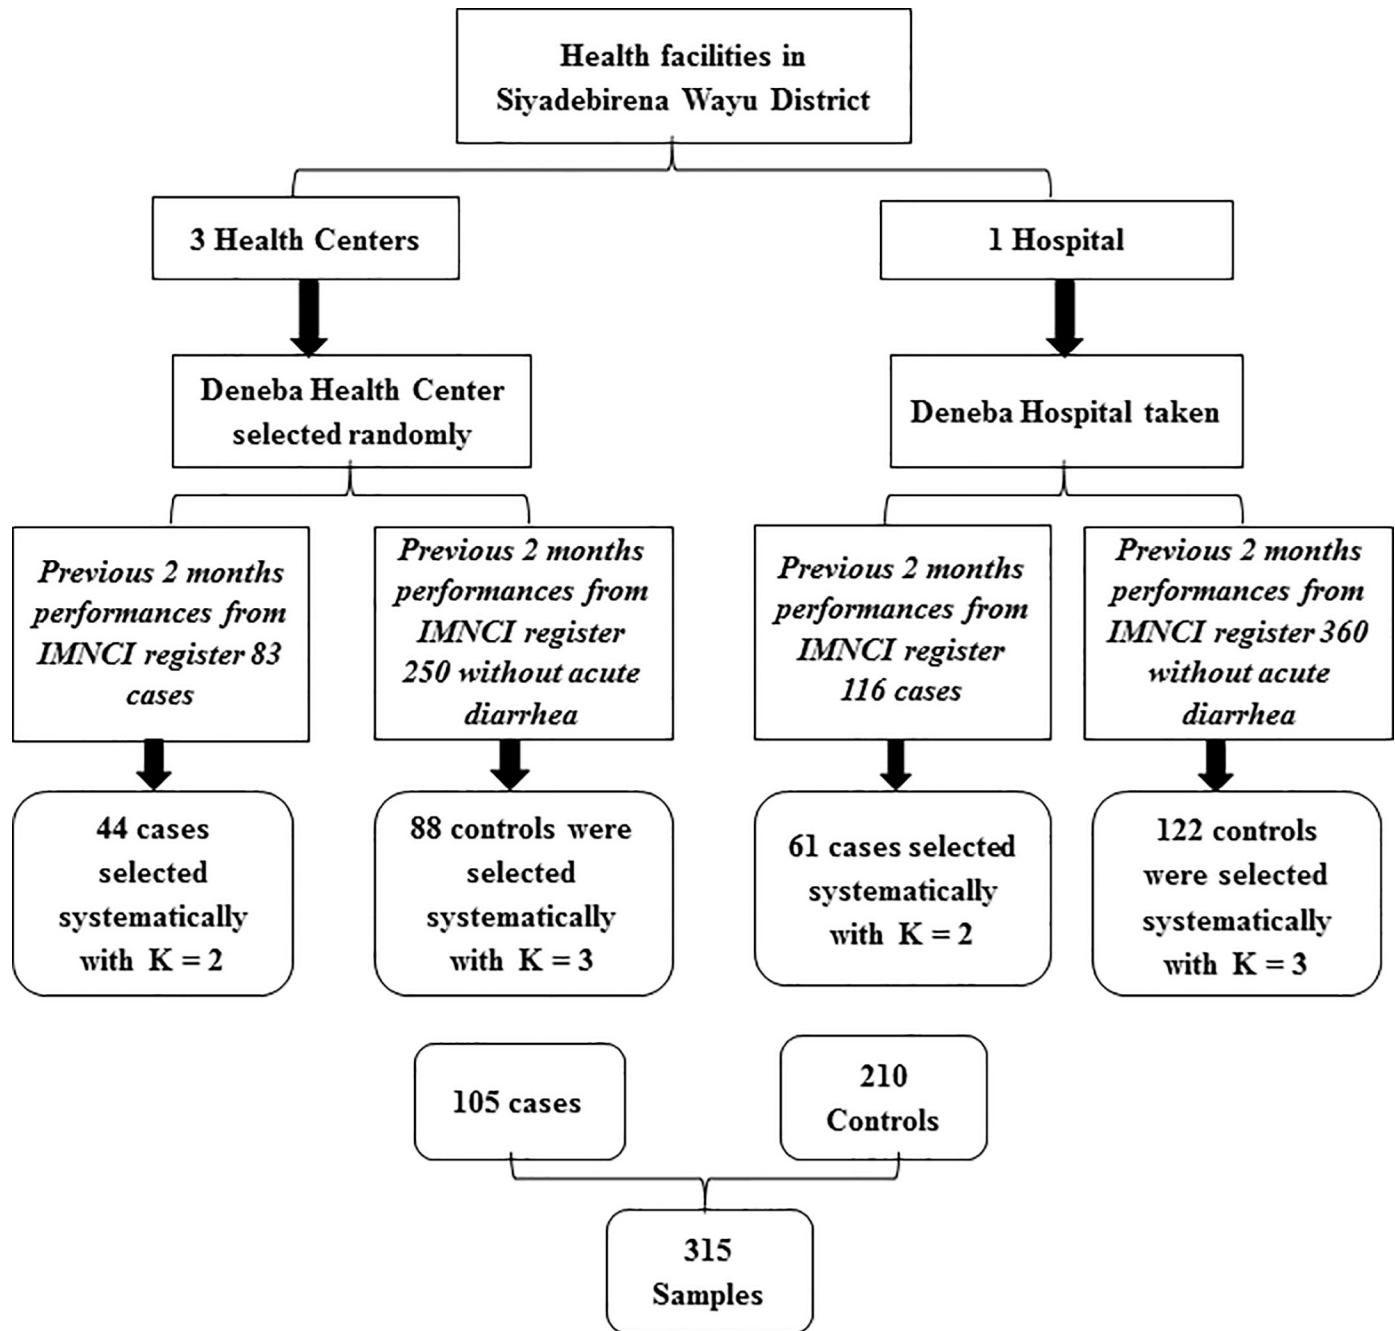 Health facilities in
Siyadebirena Wayu District
3 Health Centers
1 Hospital
Deneba Health Center
selected randomly
Deneba Hospital taken
Previous 2 months
performances from
IMNCI register 83
cases
Previous 2 months
performances from
IMNCI register
250 without acute
diarrhea
Previous 2 months
performances from
IMNCI register
116 cases
Previous 2 months
performances from
IMNCI register 360
without acute
diarrhea
44 cases
selected
systematically
with K = 2
88 controls were
selected
systematically
with K = 3
61 cases selected
systematically
with K = 2
122 controls
were selected
systematically
with K = 3
105 cases
210
Controls
315
Samples